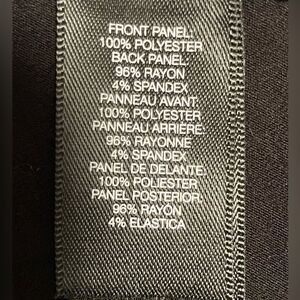 FRONT PANEL:
100% POLYESTER
BACK PANEL:
96% RAYON
4% SPANDEX
PANNEAU AVANT:
100% POLYESTER
PANNEAU ARRIERE:
96% RAYONNE
4% SPANDEX
PANEL DE DELANTE:
100% POLIESTER
PANEL POSTERIOR:
96% RAYON
4% ELASTICA